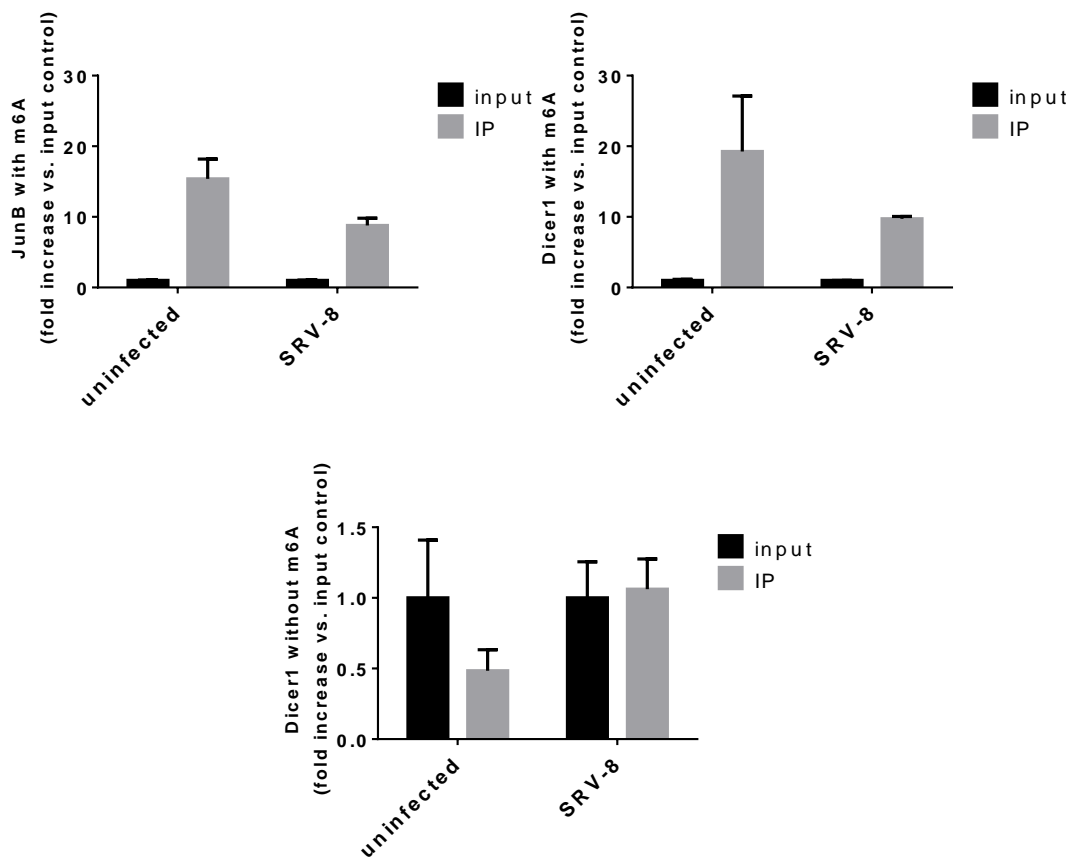 JunB with m6A
(fold increase vs. input control)
30
20
10
0
uninfected
SRV-8
input
IP
Dicer1 with m6A
(fold increase vs. input control)
30
20
10
0
uninfected
SRV-8
input
IP
Dicer1 without m6A
(fold increase vs. input control)
1.5
1.0
0.5
0.0
uninfected
SRV-8
input
IP